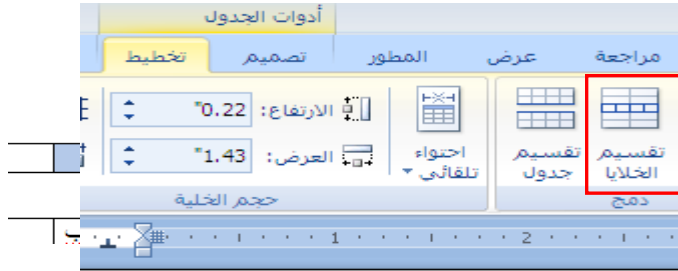 أدوات الجدول
مراجعة عرض المطور تصميم تخطيط
تقسيم الخلايا
تقسيم جدول
احتواء تلقائي
الارتفاع: 0.22"
العرض: 1.43"
دمج
حجم الخلية
1 2